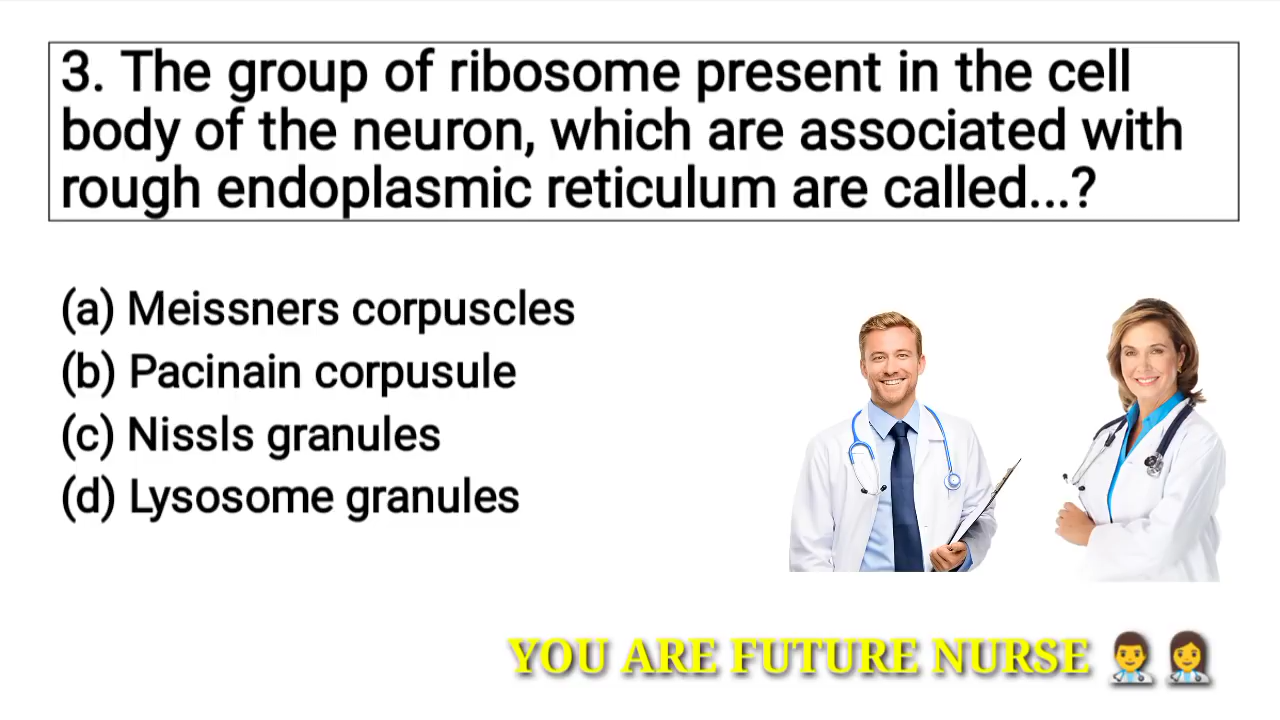 3. The group of ribosome present in the cell
body of the neuron, which are associated with
rough endoplasmic reticulum are called...?
(a) Meissners corpuscles
(b) Pacinain corpusule
(c) Nissls granules
(d) Lysosome granules
YOU ARE FUTURE NURSE 👨‍⚕️ 👩‍⚕️